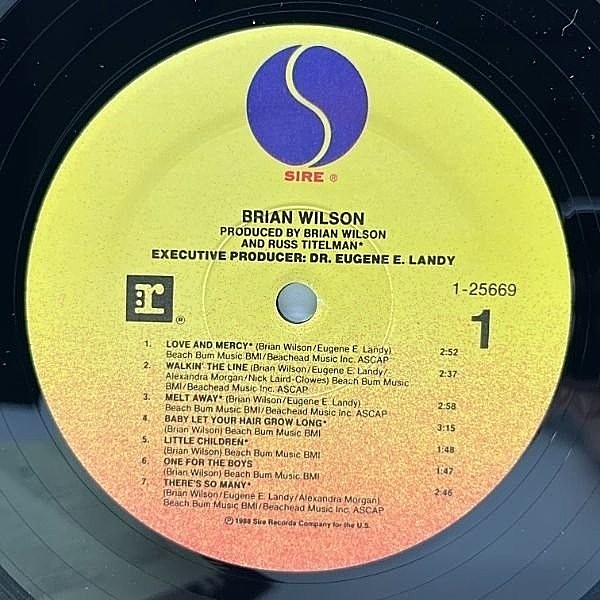 SIRE ®
BRIAN WILSON
PRODUCED BY BRIAN WILSON
AND RUSS TITELMAN*
EXECUTIVE PRODUCER: DR. EUGENE E. LANDY
r ®
1-25669
1
1. LOVE AND MERCY* (Brian Wilson/Eugene E. Landy)
Beach Bum Music BMI/Beachead Music Inc. ASCAP 2:52
2. WALKIN' THE LINE (Brian Wilson/Eugene E. Landy/
Alexandra Morgan/Nick Laird-Clowes) Beach Bum Music 2:37
BMI/Beachead Music Inc. ASCAP
3. MELT AWAY* (Brian Wilson/Eugene E. Landy)
Beach Bum Music BMI/Beachead Music Inc. ASCAP 2:58
4. BABY LET YOUR HAIR GROW LONG*
(Brian Wilson) Beach Bum Music BMI 3:15
5. LITTLE CHILDREN*
(Brian Wilson) Beach Bum Music BMI 1:48
6. ONE FOR THE BOYS
(Brian Wilson) Beach Bum Music BMI 1:47
7. THERE'S SO MANY*
(Brian Wilson/Eugene E. Landy/Alexandra Morgan) 2:46
Beach Bum Music BMI/Beachead Music Inc. ASCAP
℗ © 1988 Sire Records Company for the U.S.